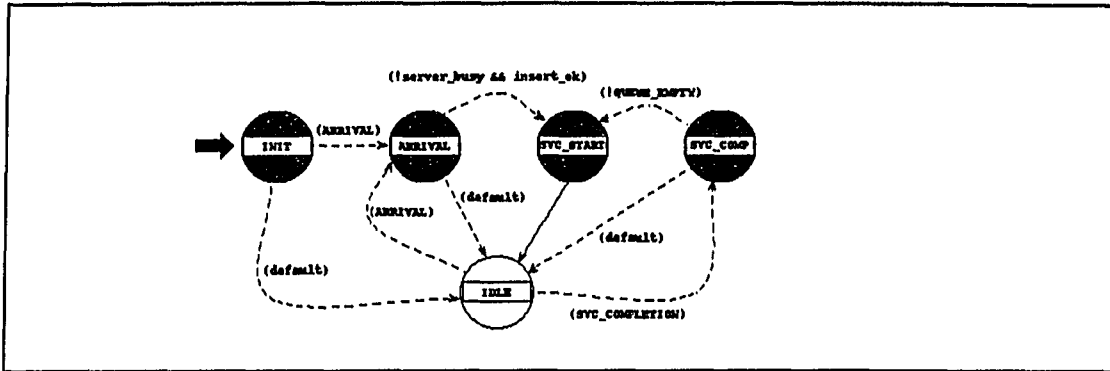 (!server_busy && insert_ok)
(!QUEUE_EMPTY)
(ARRIVAL)
INIT
ARRIVAL
SVC_START
SVC_COMP
(default)
(ARRIVAL)
(default)
(default)
IDLE
(SVC_COMPLETION)